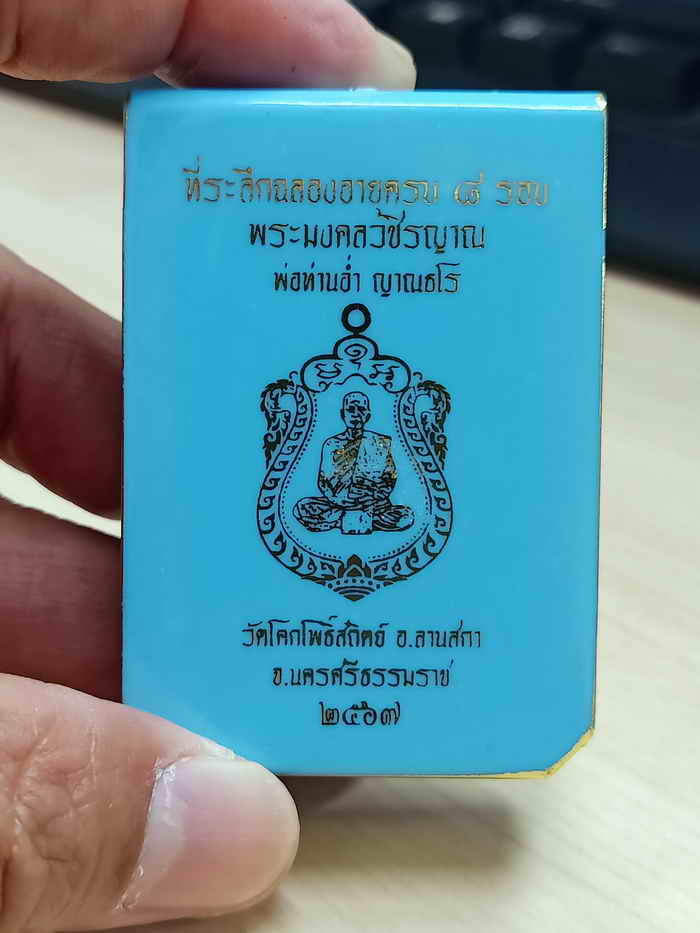 ที่ระลึกฉลองอายุครบ ๘ รอบ
พระมงคลวชิรญาณ
พ่อท่านอ่ำ ญาณธโร
วัดโคกโพธิ์สถิตย์ อ.ลานสกา
จ.นครศรีธรรมราช
๒๕๖๗